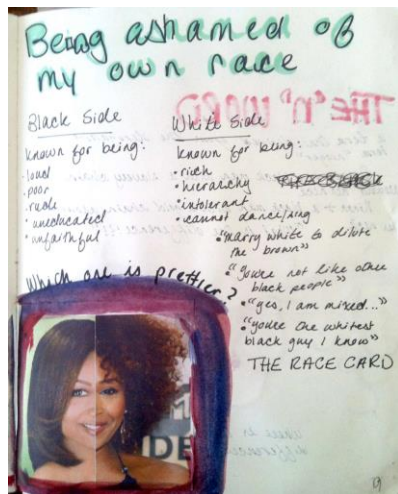 Being ashamed of
my own race
THE "N" WORD
Black Side
known for being:
·loud
·poor
·rude
·uneducated
·unfaithful
White Side
known for being:
·rich
·hierarchy
·intolerant
·cannot dance/sing
·"marry white to dilute
the brown"
·"you're not like other
black people"
·"yes, I am mixed..."
·"you're the whitest
black guy I know"
THE RACE CARD
Which one is prettier?
DE
19